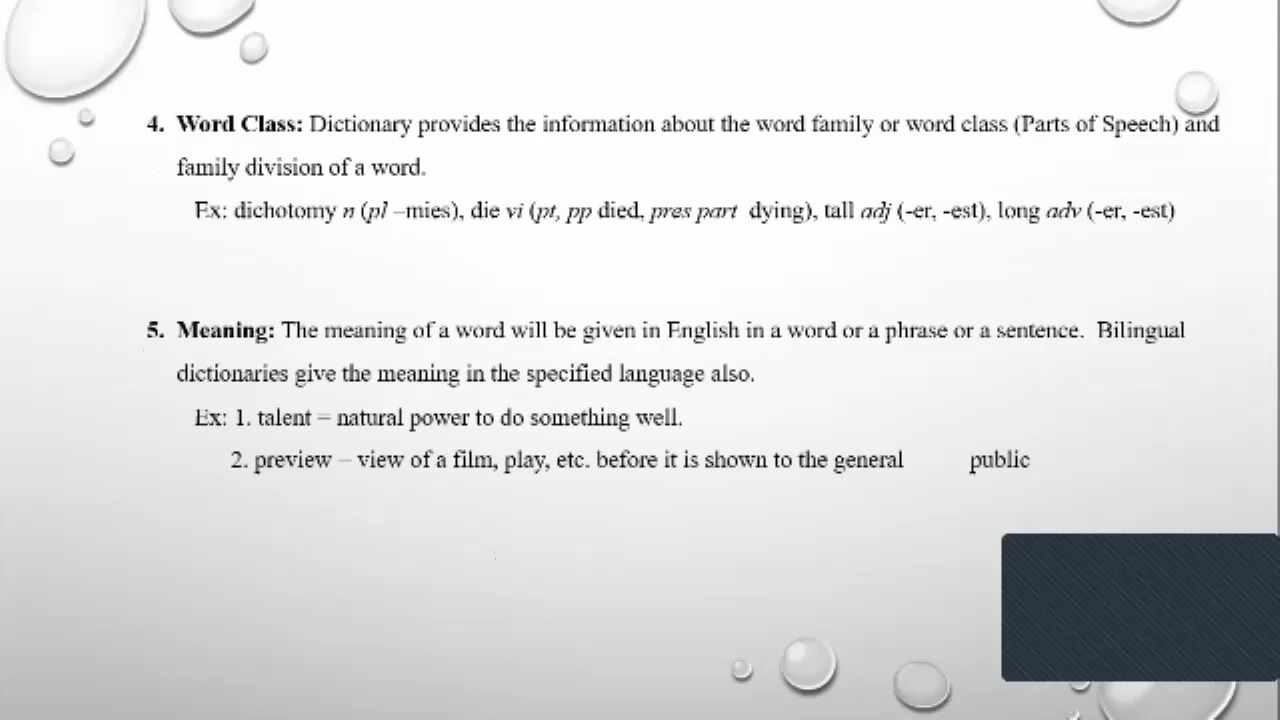 4. Word Class: Dictionary provides the information about the word family or word class (Parts of Speech) and
family division of a word.
Ex: dichotomy n (pl –mies), die vi (pt, pp died, pres part dying), tall adj (-er, -est), long adv (-er, -est)
5. Meaning: The meaning of a word will be given in English in a word or a phrase or a sentence. Bilingual
dictionaries give the meaning in the specified language also.
Ex: 1. talent = natural power to do something well.
2. preview – view of a film, play, etc. before it is shown to the general public